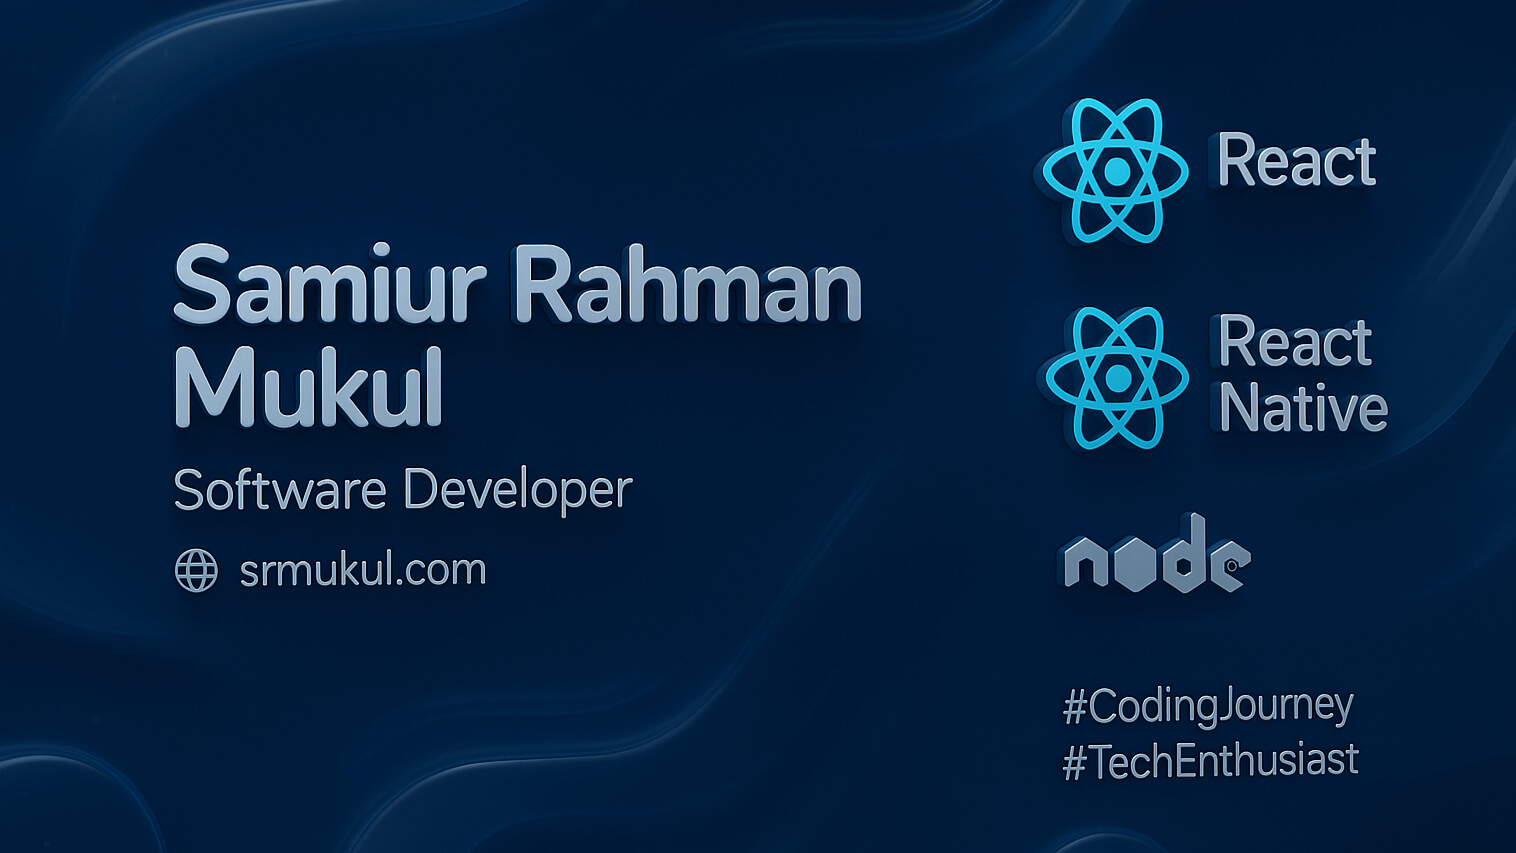 Samiur Rahman
Mukul
Software Developer
srmukul.com
React
React
Native
node
#CodingJourney
#TechEnthusiast